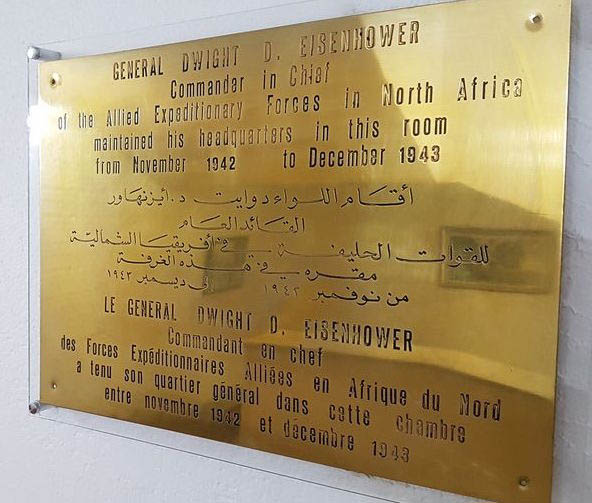 GENERAL DWIGHT D. EISENHOWER
Commander in Chief
of the Allied Expeditionary Forces in North Africa
maintained his headquarters in this room
from November 1942 to December 1943
أقام اللواء دوايت د. أيزنهاور
القائد العام
للقوات الحليفة في أفريقيا الشمالية
مقره في هذه الغرفة
من نوفمبر ١٩٤٢ إلى ديسمبر ١٩٤٣
LE GENERAL DWIGHT D. EISENHOWER
Commandant en chef
des Forces Expéditionnaires Alliées en Afrique du Nord
a tenu son quartier général dans cette chambre
entre novembre 1942 et décembre 1943